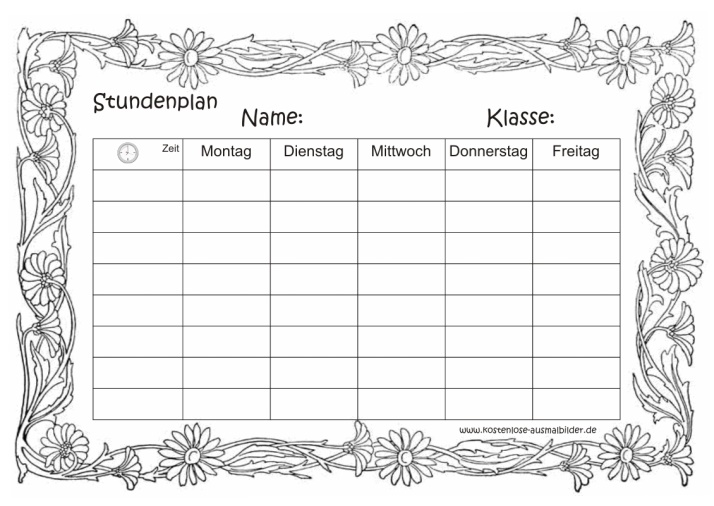 Stundenplan
Name: Klasse:
Zeit Montag Dienstag Mittwoch Donnerstag Freitag
www.kostenlose-ausmalbilder.de